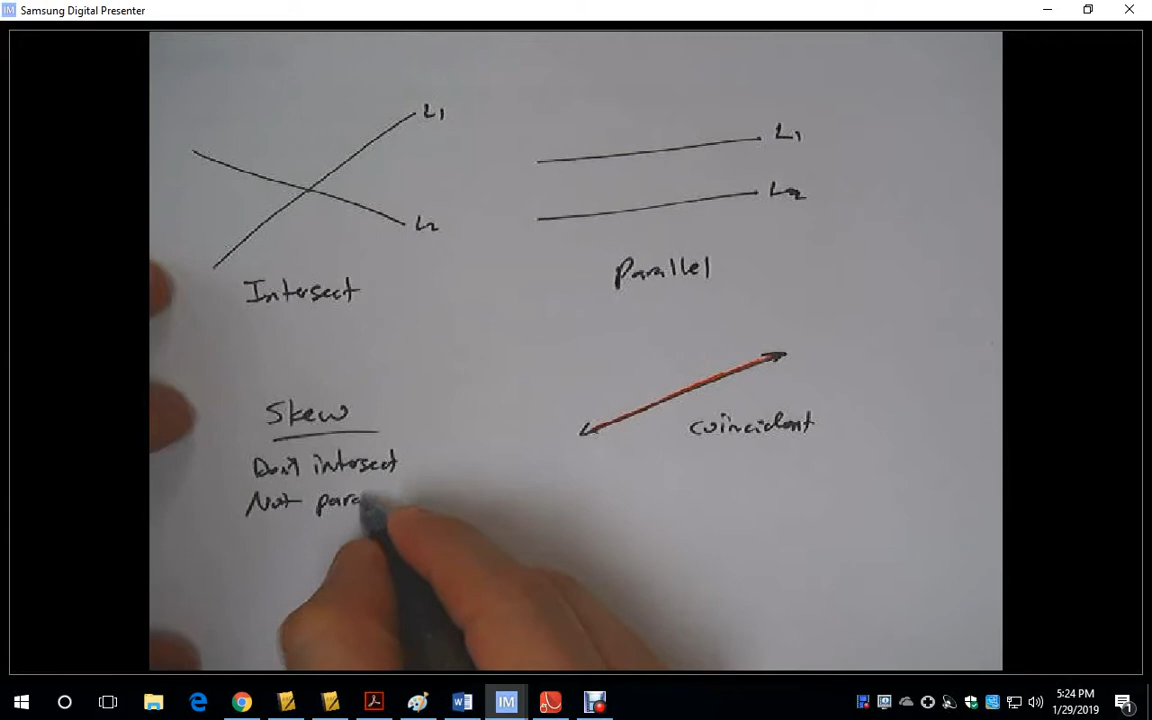 Samsung Digital Presenter
L1
L2
Intersect
L1
L2
Parallel
Skew
Don't intersect
Not para
coincident
5:24 PM
1/29/2019